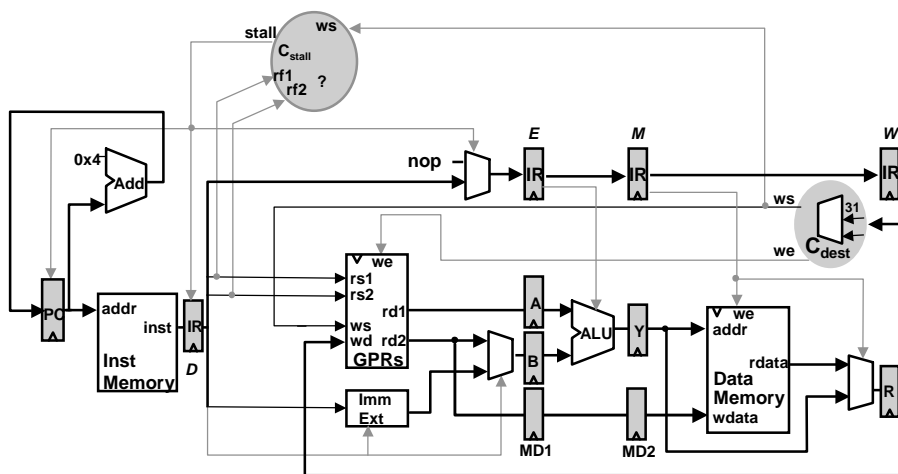 stall
ws
C stall
rf1
rf2
?
E
M
W
0x4
Add
nop
IR
IR
IR
ws
31
we
C dest
we
rs1
rs2
rd1
A
ALU
Y
we
addr
PC
addr
inst
IR
Inst
Memory
D
ws
wd
rd2
GPRs
B
rdata
Data
Memory
wdata
R
Imm
Ext
MD1
MD2